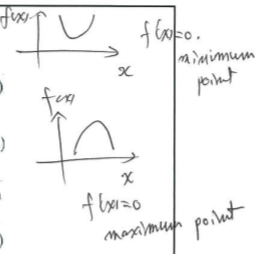 f(x)
f(x)=0.
minimum
point
x
f(x)
x
f(x)=0
maximum point